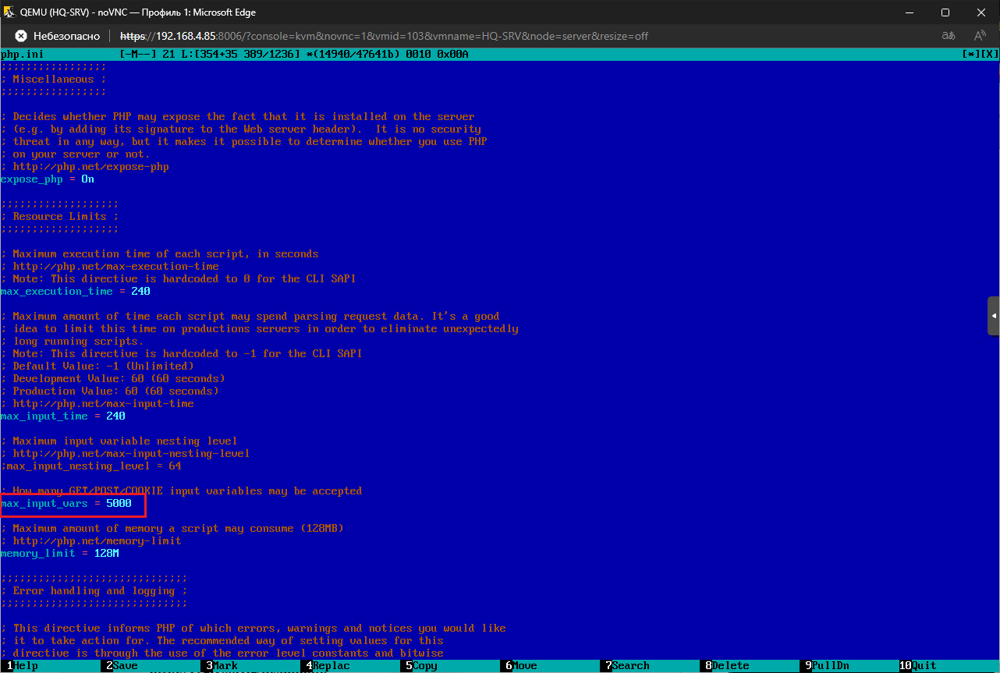 QEMU (HQ-SRV) - noVNC — Профиль 1: Microsoft Edge
Небезопасно | https://192.168.4.85:8006/?console=kvm&novnc=1&vmid=103&vmname=HQ-SRV&node=server&resize=off
php.ini [-M--] 21 L:[354+35 389/1236] *(14940/47641b) 0010 0x00A [*][X]
;;;;;;;;;;;;;;;;;
; Miscellaneous ;
;;;;;;;;;;;;;;;;;
; Decides whether PHP may expose the fact that it is installed on the server
; (e.g. by adding its signature to the Web server header).  It is no security
; threat in any way, but it makes it possible to determine whether you use PHP
; on your server or not.
; http://php.net/expose-php
expose_php = On
;;;;;;;;;;;;;;;;;;;
; Resource Limits ;
;;;;;;;;;;;;;;;;;;;
; Maximum execution time of each script, in seconds
; http://php.net/max-execution-time
; Note: This directive is hardcoded to 0 for the CLI SAPI
max_execution_time = 240
; Maximum amount of time each script may spend parsing request data. It's a good
; idea to limit this time on productions servers in order to eliminate unexpectedly
; long running scripts.
; Note: This directive is hardcoded to -1 for the CLI SAPI
; Default Value: -1 (Unlimited)
; Development Value: 60 (60 seconds)
; Production Value: 60 (60 seconds)
; http://php.net/max-input-time
max_input_time = 240
; Maximum input variable nesting level
; http://php.net/max-input-nesting-level
;max_input_nesting_level = 64
; How many GET/POST/COOKIE input variables may be accepted
max_input_vars = 5000
; Maximum amount of memory a script may consume (128MB)
; http://php.net/memory-limit
memory_limit = 128M
;;;;;;;;;;;;;;;;;;;;;;;;;;;;;;
; Error handling and logging ;
;;;;;;;;;;;;;;;;;;;;;;;;;;;;;;
; This directive informs PHP of which errors, warnings and notices you would like
; it to take action for. The recommended way of setting values for this
; directive is through the use of the error level constants and bitwise
1Help 2Save 3Mark 4Replac 5Copy 6Move 7Search 8Delete 9PullDn 10Quit